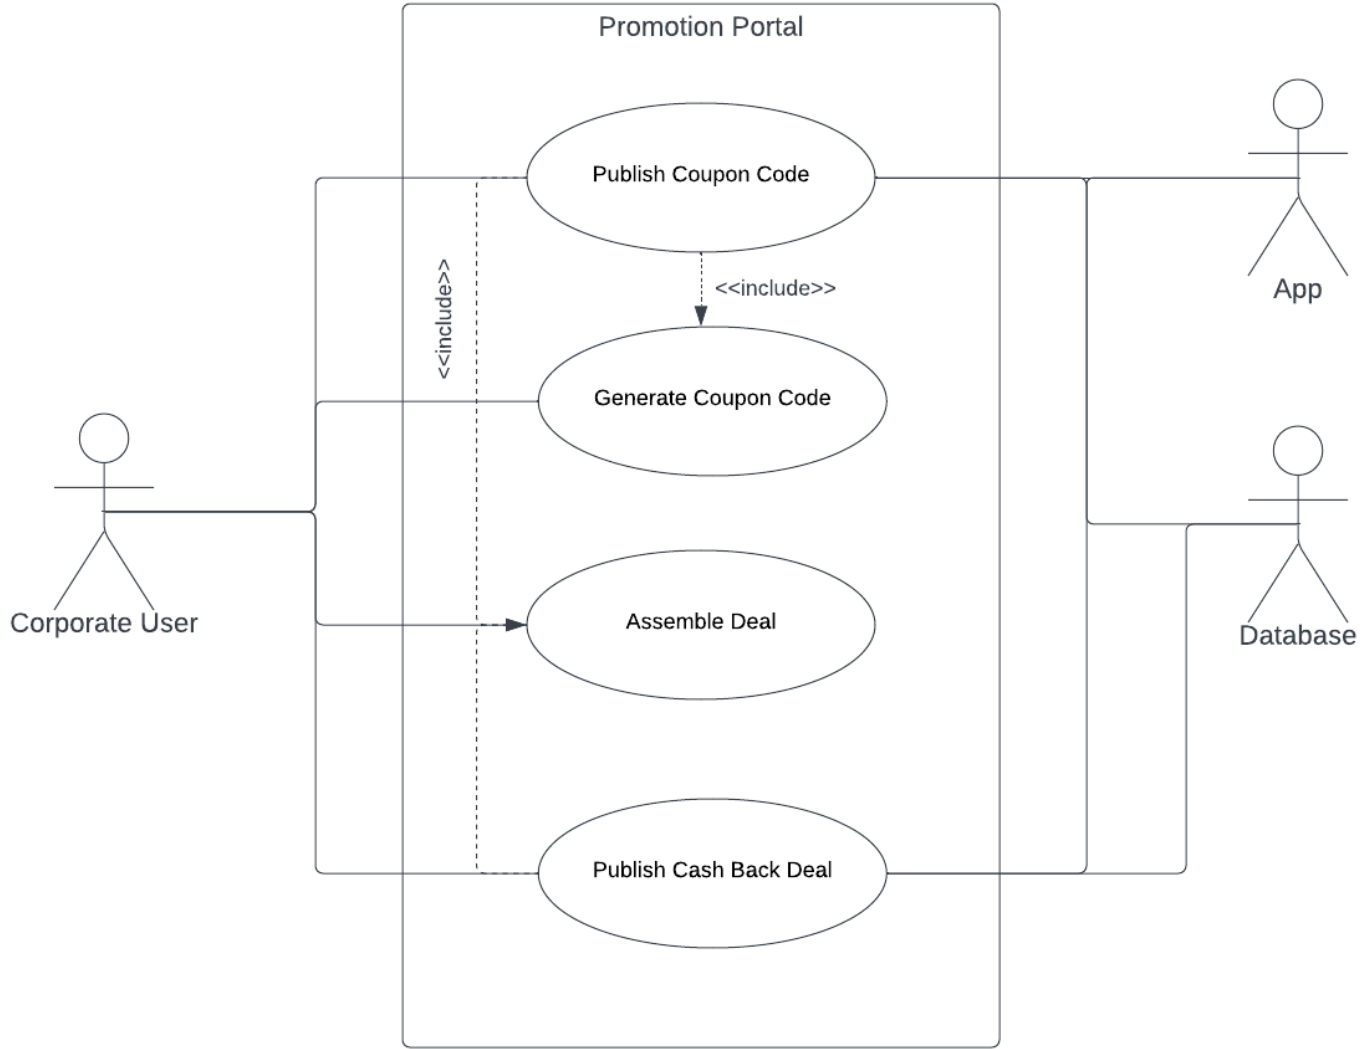 Promotion Portal
Publish Coupon Code
App
<<include>>
<<include>>
Generate Coupon Code
Corporate User
Assemble Deal
Database
Publish Cash Back Deal